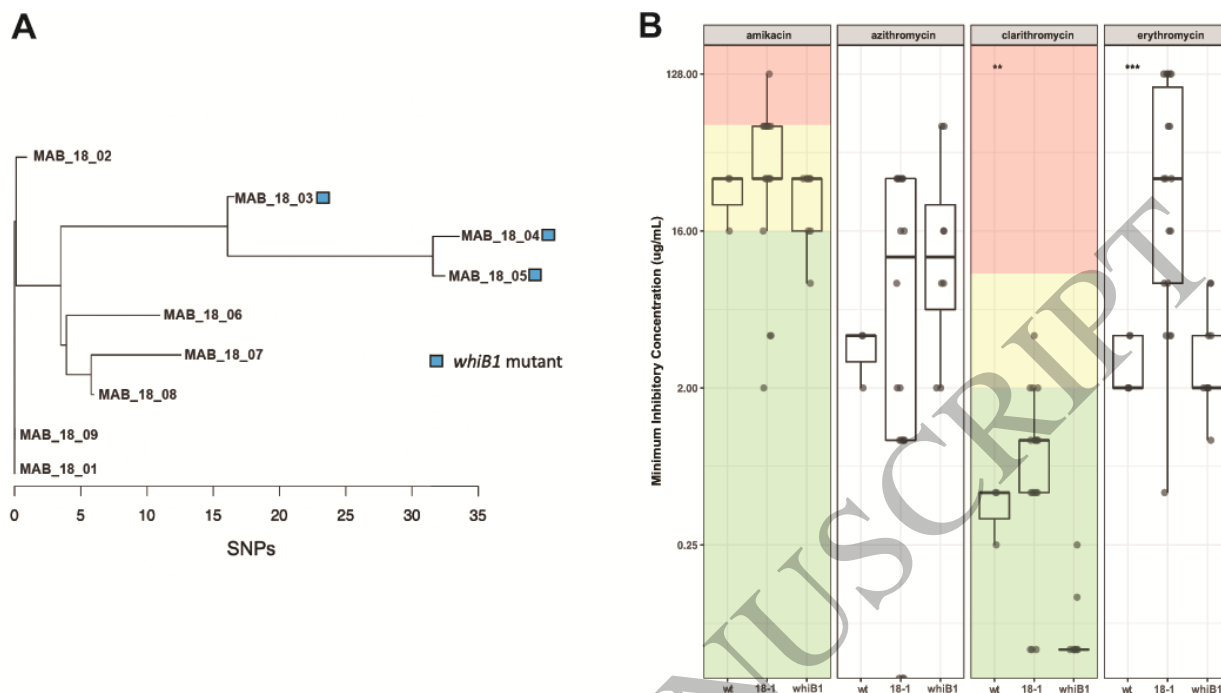 A
MAB_18_02
MAB_18_03
MAB_18_04
MAB_18_05
MAB_18_06
MAB_18_07
MAB_18_08
MAB_18_09
MAB_18_01
whiB1 mutant
0 5 10 15 20 25 30 35
SNPs
B
amikacin azithromycin clarithromycin erythromycin
** ***
Minimum Inhibitory Concentration (ug/mL)
128.00
16.00
2.00
0.25
wt 18-1 whiB1 wt 18-1 whiB1 wt 18-1 whiB1 wt 18-1 whiB1
NUSCRIPT